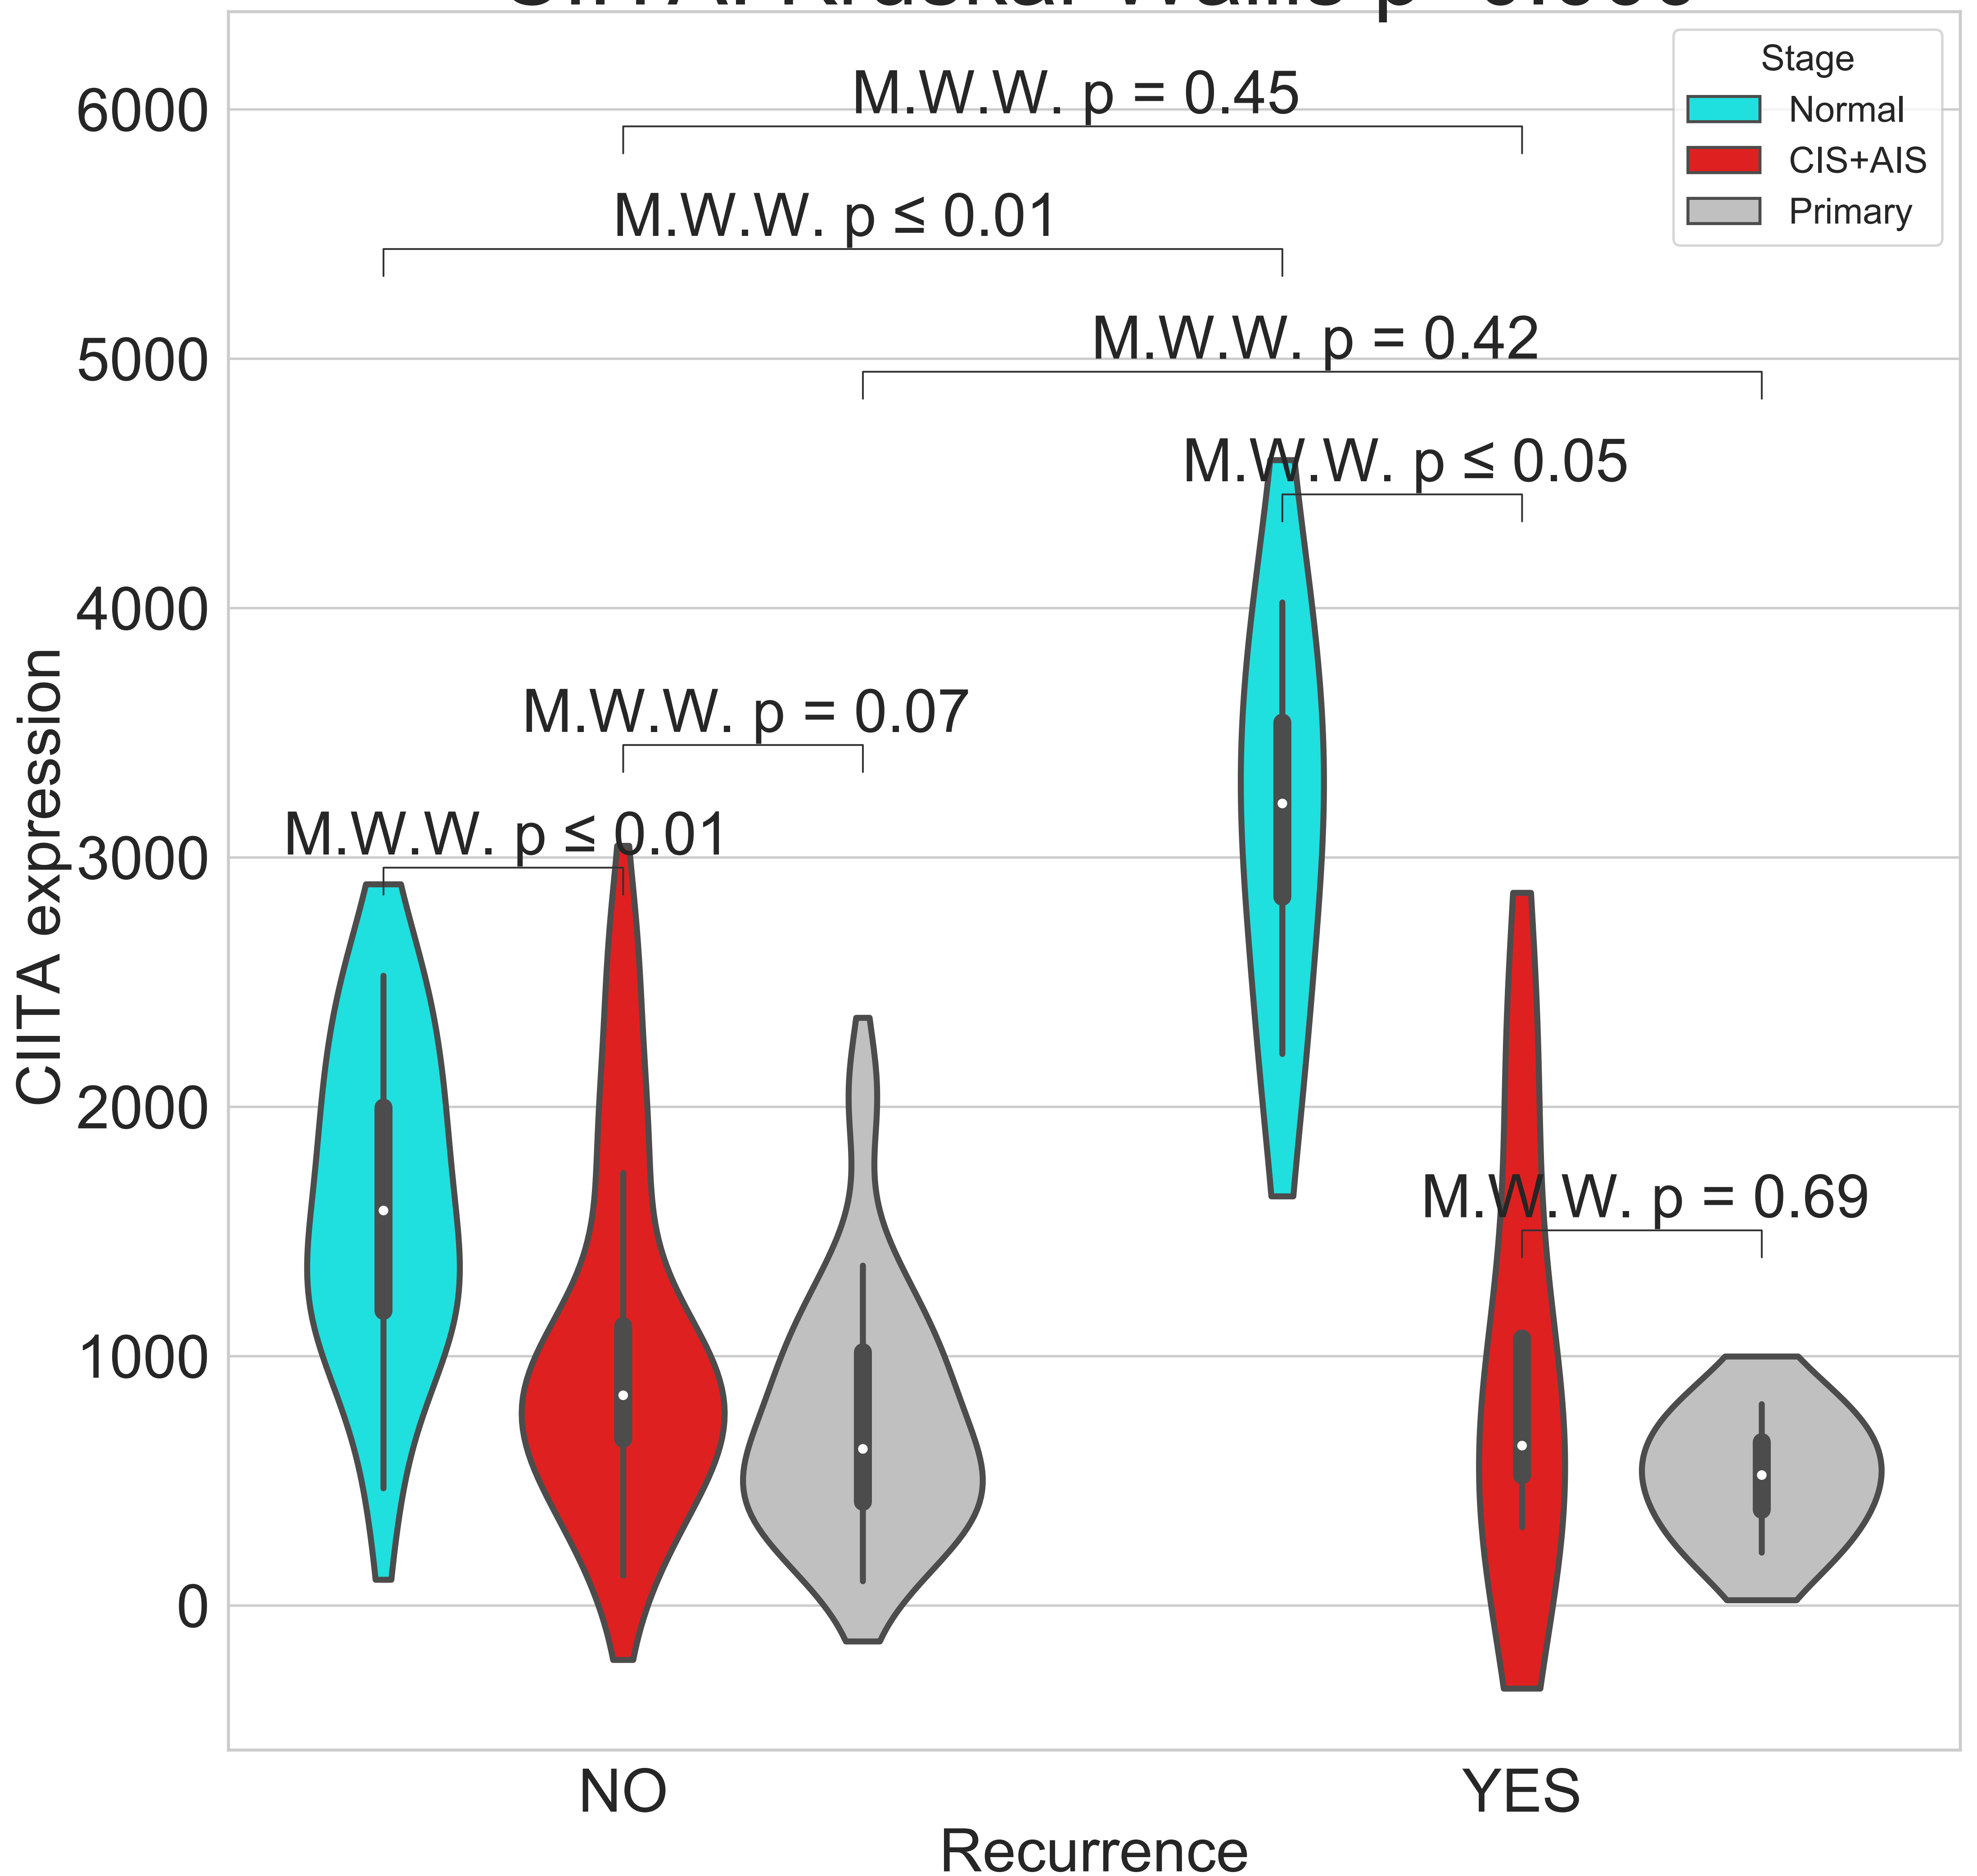 Stage
Normal
CIS+AIS
Primary
M.W.W. p = 0.45
M.W.W. p ≤ 0.01
M.W.W. p = 0.42
M.W.W. p ≤ 0.05
M.W.W. p = 0.07
M.W.W. p ≤ 0.01
M.W.W. p = 0.69
6000
5000
4000
3000
2000
1000
0
CIITA expression
NO
YES
Recurrence